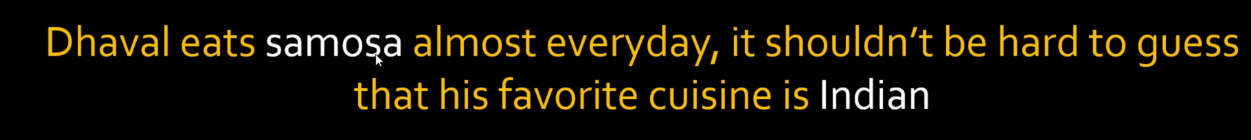 Dhaval eats samosa almost everyday, it shouldn't be hard to guess
that his favorite cuisine is Indian